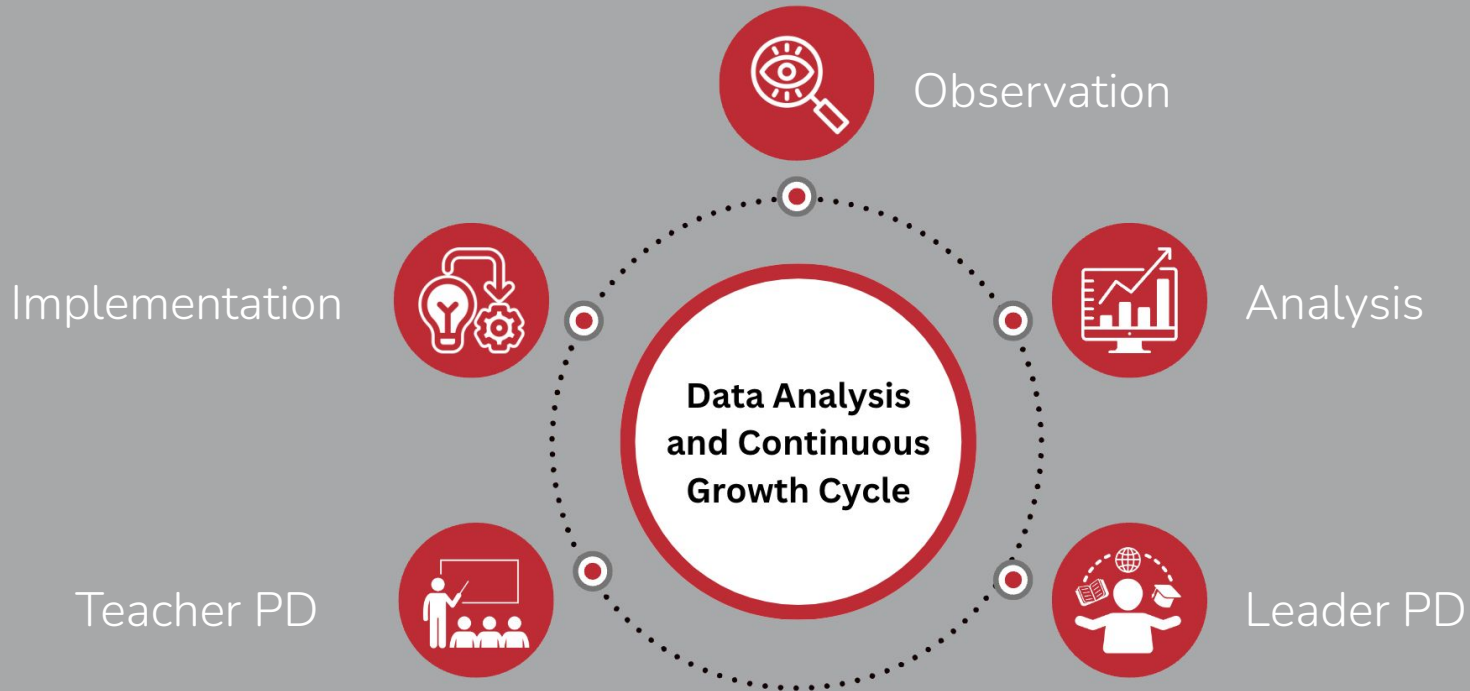 Observation
Implementation
Analysis
Data Analysis
and Continuous
Growth Cycle
Teacher PD
Leader PD